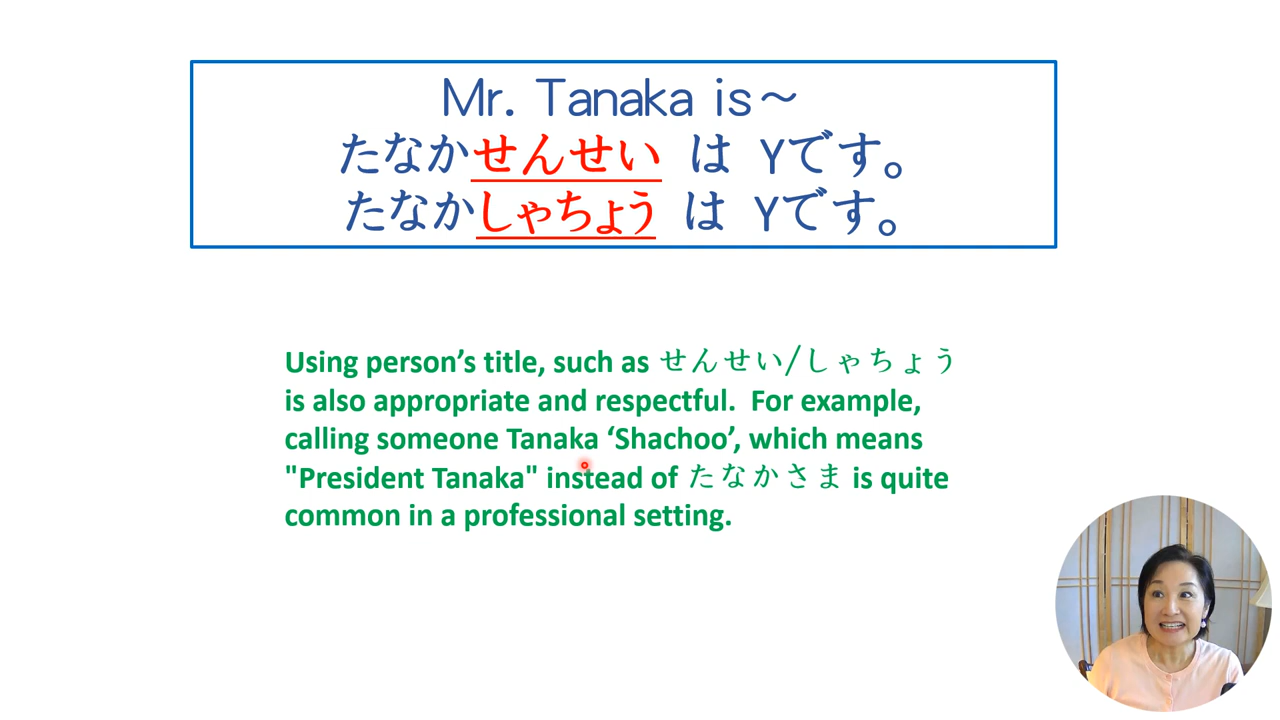 Mr. Tanaka is～
たなかせんせい は Yです。
たなかしゃちょう は Yです。
Using person’s title, such as せんせい/しゃちょう
is also appropriate and respectful.  For example,
calling someone Tanaka ‘Shachoo’, which means
"President Tanaka" instead of たなかさま is quite
common in a professional setting.